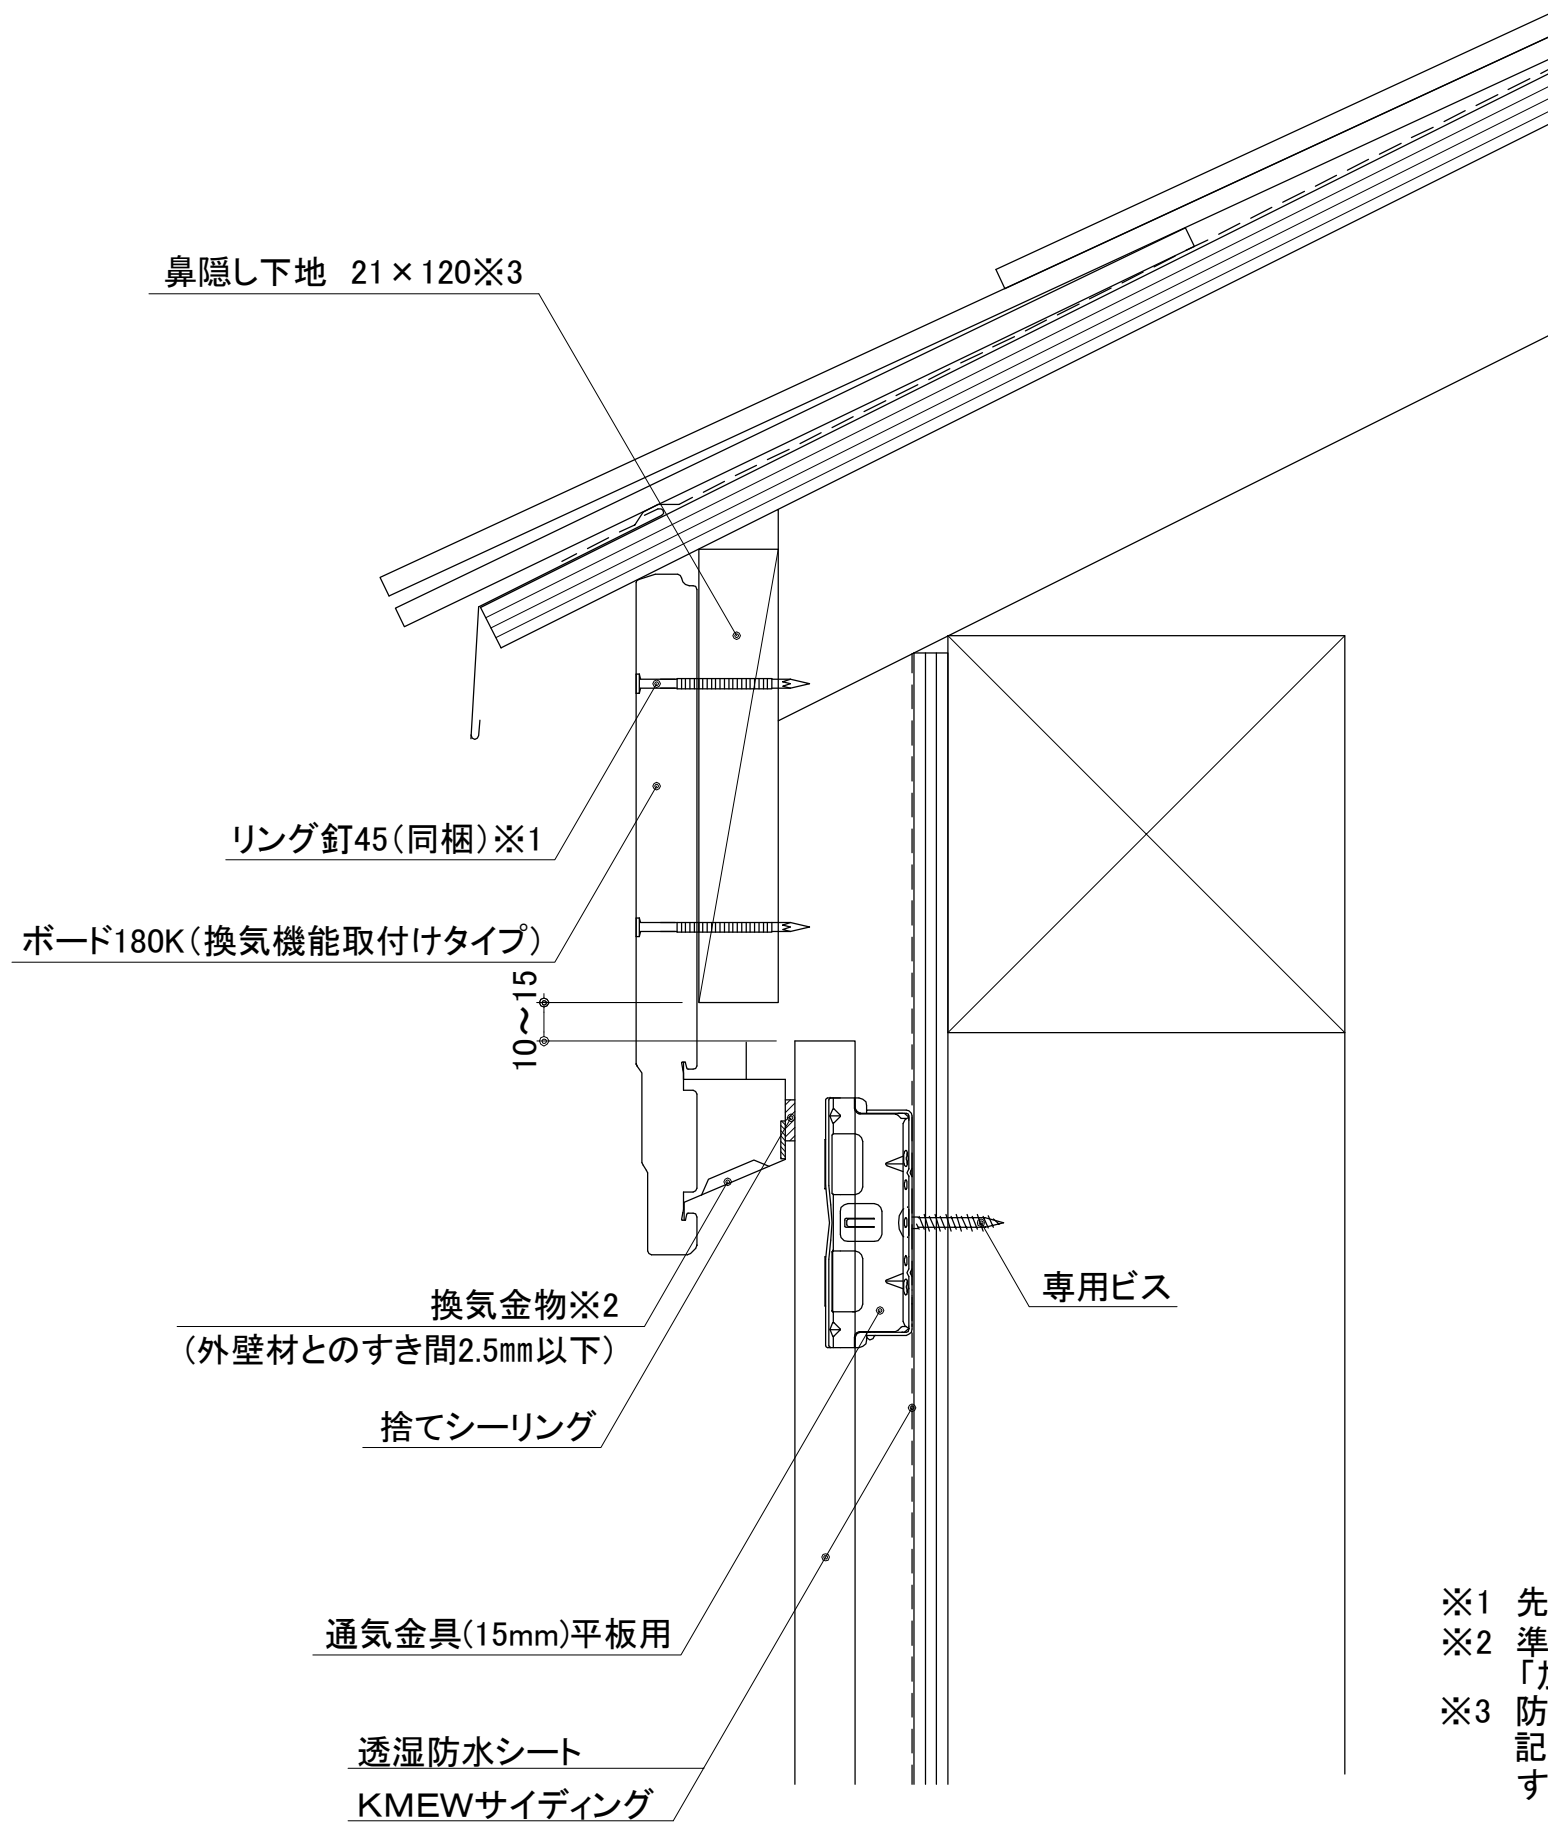 鼻隠し下地 21×120※3
リング釘45(同梱)※1
ボード180K(換気機能取付けタイプ)
10~15
換気金物※2
(外壁材とのすき間2.5㎜以下)
専用ビス
捨てシーリング
通気金具(15mm)平板用
透湿防水シート
KMEWサイディング
※1 先
※2 準
「
※3 防
記
す